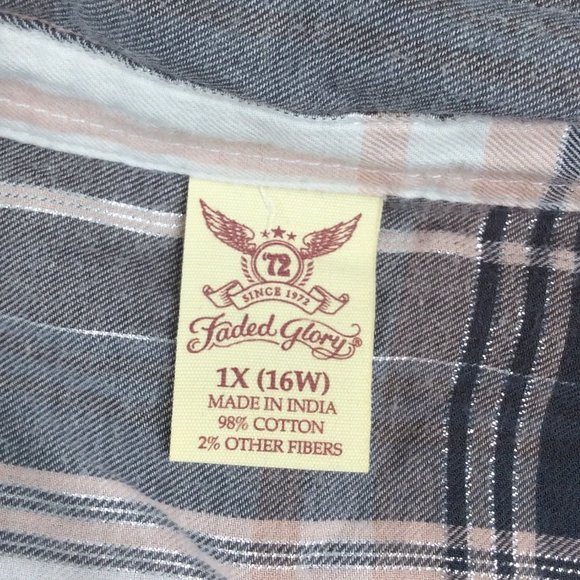 '72
SINCE 1972
Faded Glory®
1X (16W)
MADE IN INDIA
98% COTTON
2% OTHER FIBERS